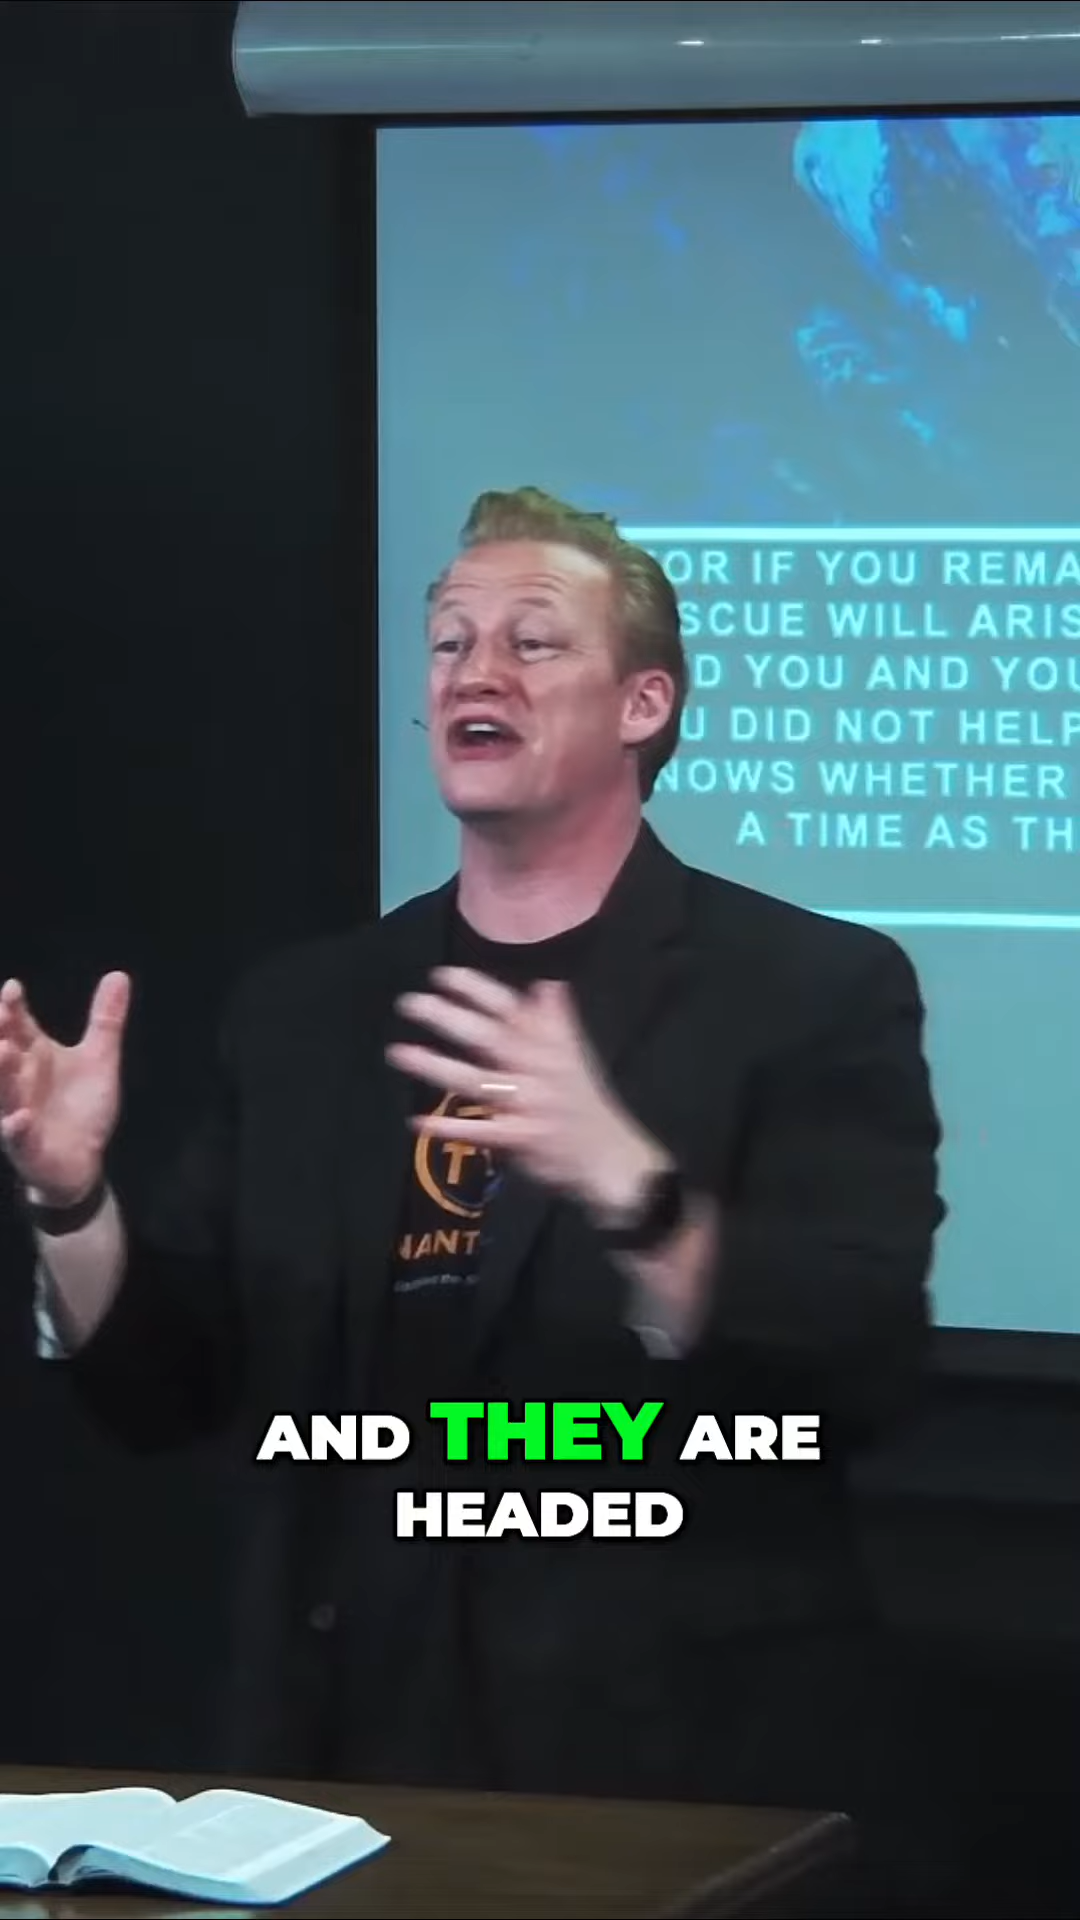 OR IF YOU REMA
SCUE WILL ARIS
D YOU AND YOU
U DID NOT HELP
NOWS WHETHER
A TIME AS TH
T
NANT
AND THEY ARE
HEADED